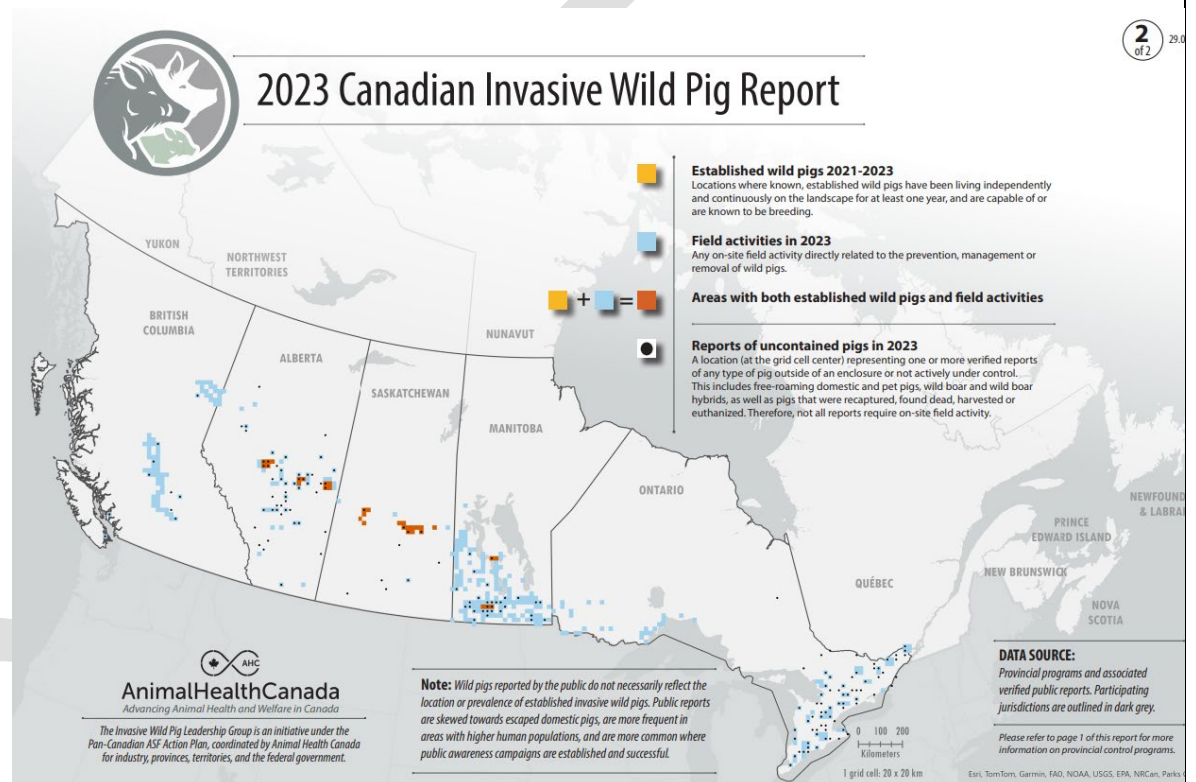 2
of 2
29.0
2023 Canadian Invasive Wild Pig Report
Established wild pigs 2021-2023
Locations where known, established wild pigs have been living independently
and continuously on the landscape for at least one year, and are capable of or
are known to be breeding.
Field activities in 2023
Any on-site field activity directly related to the prevention, management or
removal of wild pigs.
+ = Areas with both established wild pigs and field activities
Reports of uncontained pigs in 2023
A location (at the grid cell center) representing one or more verified reports
of any type of pig outside of an enclosure or not actively under control.
This includes free-roaming domestic and pet pigs, wild boar and wild boar
hybrids, as well as pigs that were recaptured, found dead, harvested or
euthanized. Therefore, not all reports require on-site field activity.
YUKON
NORTHWEST
TERRITORIES
NUNAVUT
BRITISH
COLUMBIA
ALBERTA
SASKATCHEWAN
MANITOBA
ONTARIO
QUÉBEC
NEWFOUND
& LABRA
PRINCE
EDWARD ISLAND
NEW BRUNSWICK
NOVA
SCOTIA
AHC
AnimalHealthCanada
Advancing Animal Health and Welfare in Canada
The Invasive Wild Pig Leadership Group is an initiative under the
Pan-Canadian ASF Action Plan, coordinated by Animal Health Canada
for industry, provinces, territories, and the federal government.
Note: Wild pigs reported by the public do not necessarily reflect the
location or prevalence of established invasive wild pigs. Public reports
are skewed towards escaped domestic pigs, are more frequent in
areas with higher human populations, and are more common where
public awareness campaigns are established and successful.
0 100 200
Kilometers
1 grid cell: 20 x 20 km
DATA SOURCE:
Provincial programs and associated
verified public reports. Participating
jurisdictions are outlined in dark grey.
Please refer to page 1 of this report for more
information on provincial control programs.
Esri, TomTom, Garmin, FAO, NOAA, USGS, EPA, NRCan, Parks